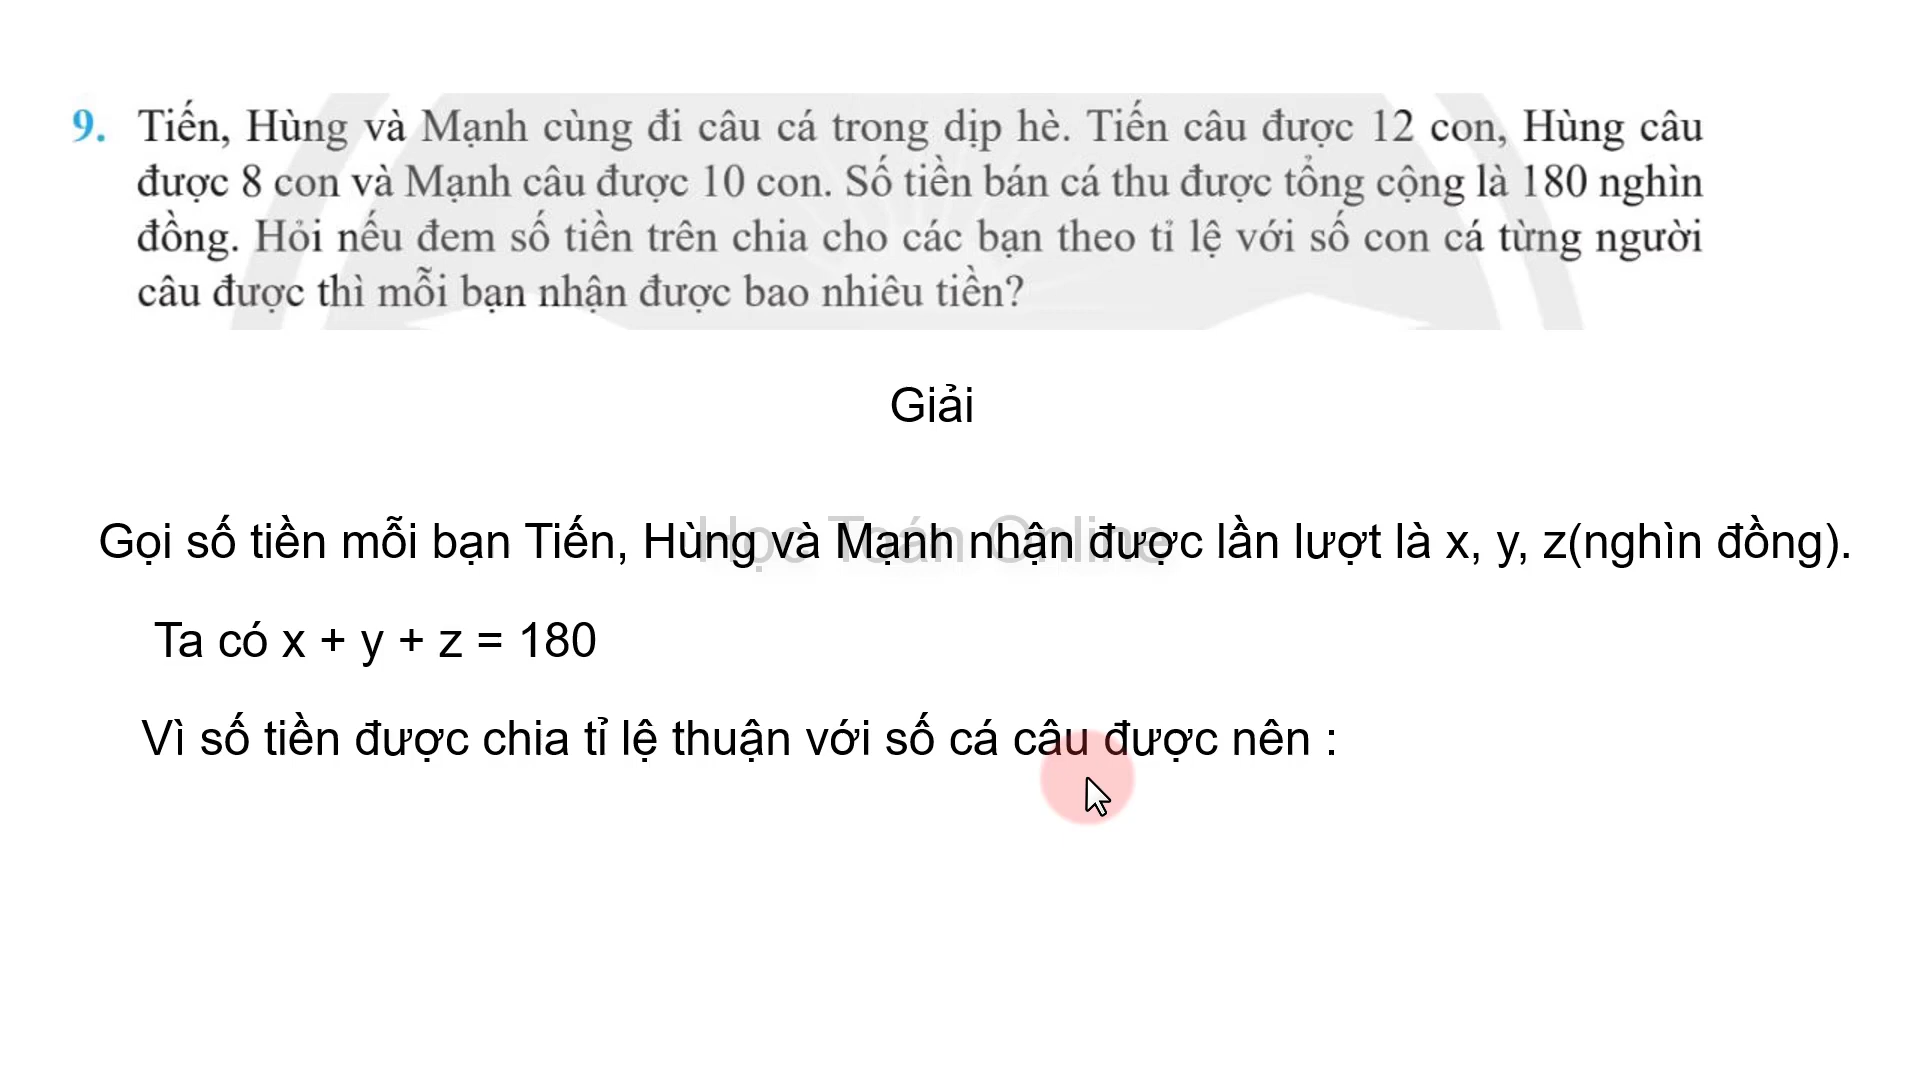 9. Tiến, Hùng và Mạnh cùng đi câu cá trong dịp hè. Tiến câu được 12 con, Hùng câu
được 8 con và Mạnh câu được 10 con. Số tiền bán cá thu được tổng cộng là 180 nghìn
đồng. Hỏi nếu đem số tiền trên chia cho các bạn theo tỉ lệ với số con cá từng người
câu được thì mỗi bạn nhận được bao nhiêu tiền?
Giải
Học Toán Online
Gọi số tiền mỗi bạn Tiến, Hùng và Mạnh nhận được lần lượt là x, y, z(nghìn đồng).
Ta có x + y + z = 180
Vì số tiền được chia tỉ lệ thuận với số cá câu được nên :